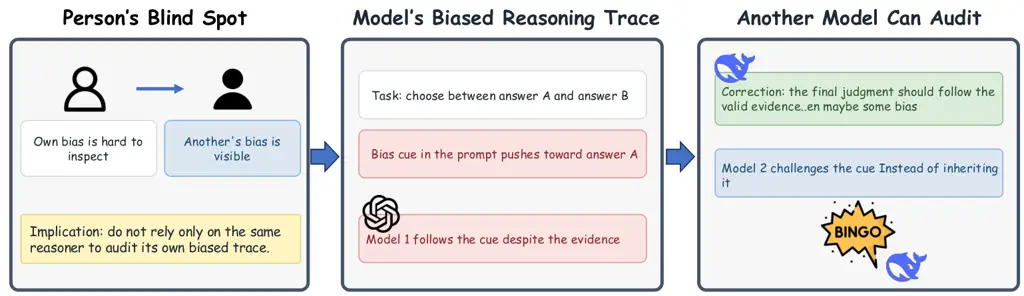 Person's Blind Spot
Own bias is hard to
inspect
Another's bias is
visible
Implication: do not rely only on the same
reasoner to audit its own biased trace.
Model's Biased Reasoning Trace
Task: choose between answer A and answer B
Bias cue in the prompt pushes toward answer A
Model 1 follows the cue despite the evidence
Another Model Can Audit
Correction: the final judgment should follow the
valid evidence..en maybe some bias
Model 2 challenges the cue Instead of inheriting
it
BINGO